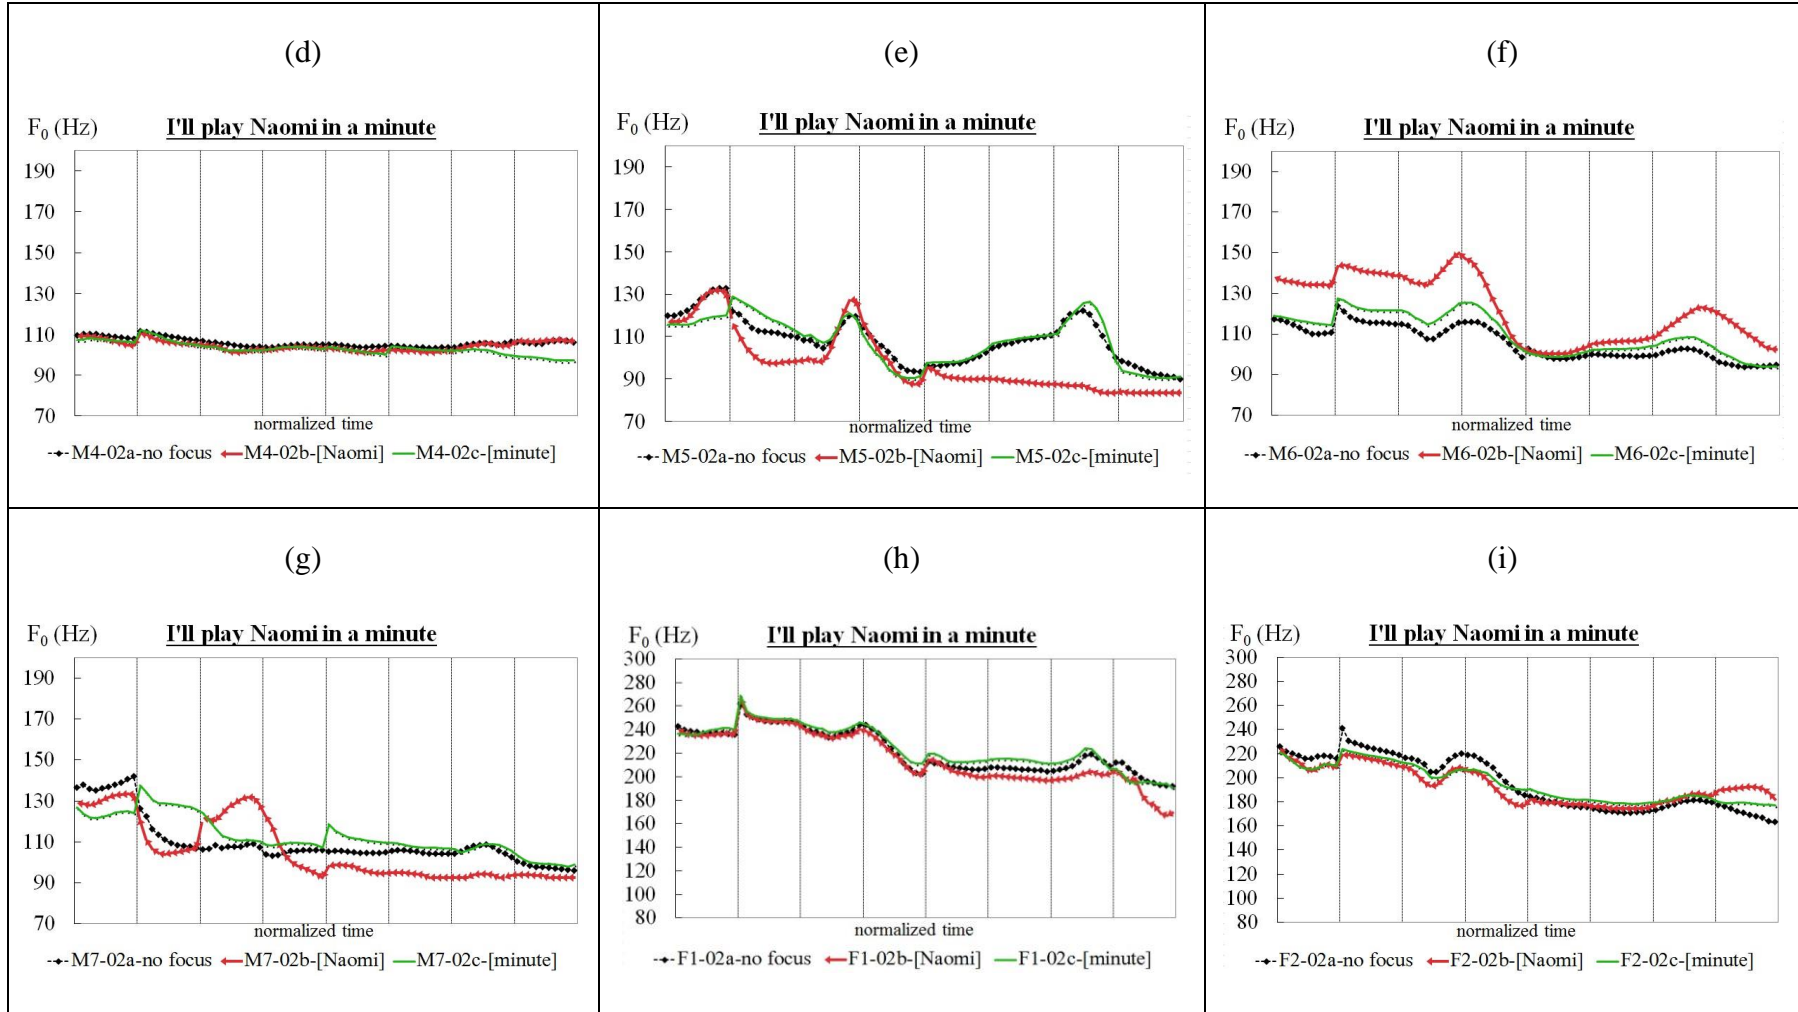 (d)
F₀ (Hz) I'll play Naomi in a minute
190
170
150
130
110
90
70
normalized time
M4-02a-no focus M4-02b-[Naomi] M4-02c-[minute]
(e)
F₀ (Hz) I'll play Naomi in a minute
190
170
150
130
110
90
70
normalized time
M5-02a-no focus M5-02b-[Naomi] M5-02c-[minute]
(f)
F₀ (Hz) I'll play Naomi in a minute
190
170
150
130
110
90
70
normalized time
M6-02a-no focus M6-02b-[Naomi] M6-02c-[minute]
(g)
F₀ (Hz) I'll play Naomi in a minute
190
170
150
130
110
90
70
normalized time
M7-02a-no focus M7-02b-[Naomi] M7-02c-[minute]
(h)
F₀ (Hz) I'll play Naomi in a minute
300
280
260
240
220
200
180
160
140
120
100
80
normalized time
F1-02a-no focus F1-02b-[Naomi] F1-02c-[minute]
(i)
F₀ (Hz) I'll play Naomi in a minute
300
280
260
240
220
200
180
160
140
120
100
80
normalized time
F2-02a-no focus F2-02b-[Naomi] F2-02c-[minute]